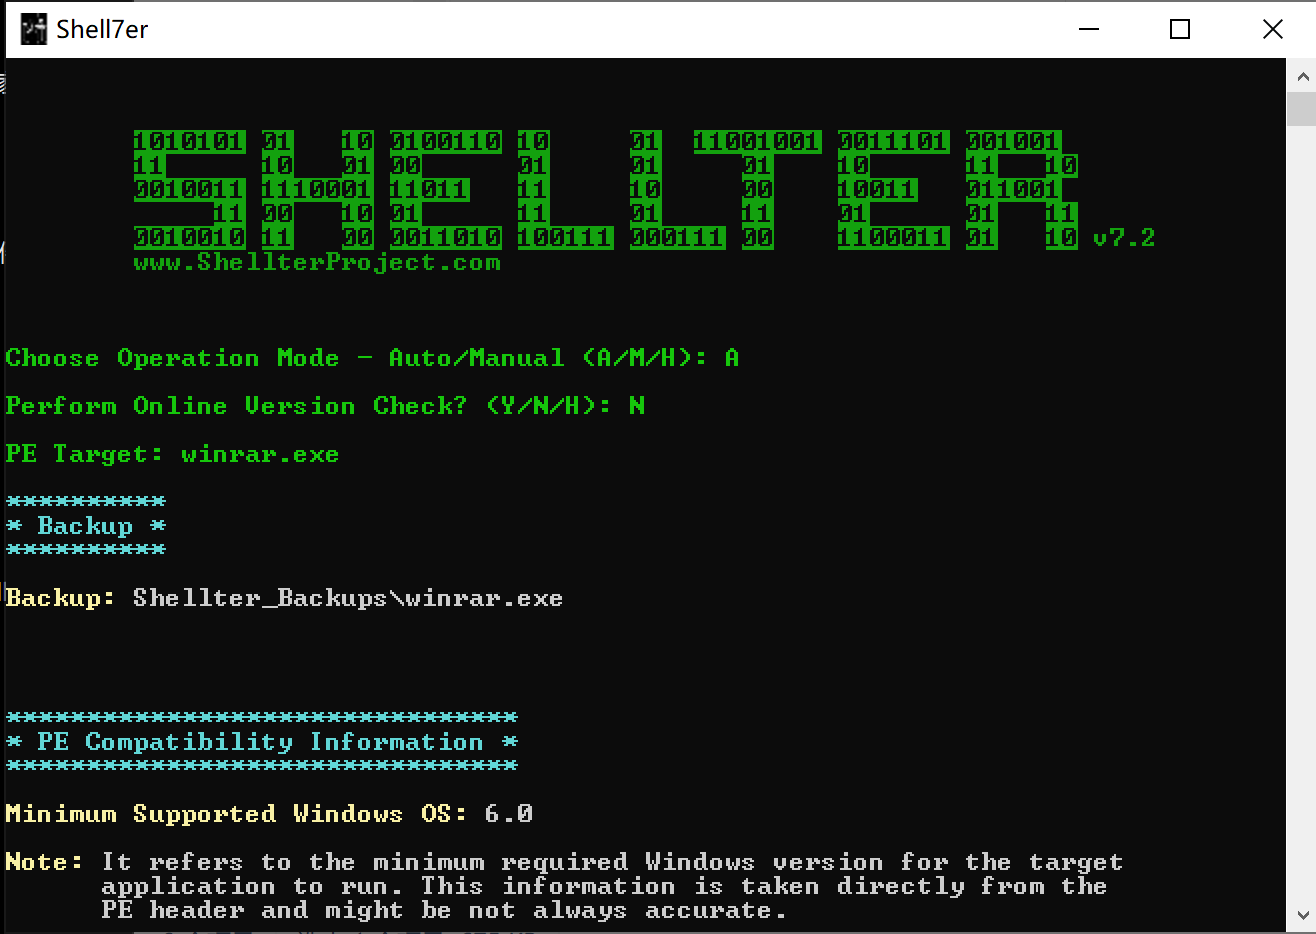 Shell7er
1010101 01 10 0100110 10 01 11001001 0011101 001001
11 10 01 00 01 01 01 10 11 10
0010011 1110001 11011 11 10 00 10011 011001
11 00 10 01 11 01 11 01 01 11
0010010 11 00 0011010 100111 000111 00 1100011 01 10 v7.2
www.ShellterProject.com
Choose Operation Mode - Auto/Manual (A/M/H): A
Perform Online Version Check? (Y/N/H): N
PE Target: winrar.exe
**********
* Backup *
**********
Backup: Shellter_Backups\winrar.exe
********************************
* PE Compatibility Information *
********************************
Minimum Supported Windows OS: 6.0
Note: It refers to the minimum required Windows version for the target
application to run. This information is taken directly from the
PE header and might be not always accurate.